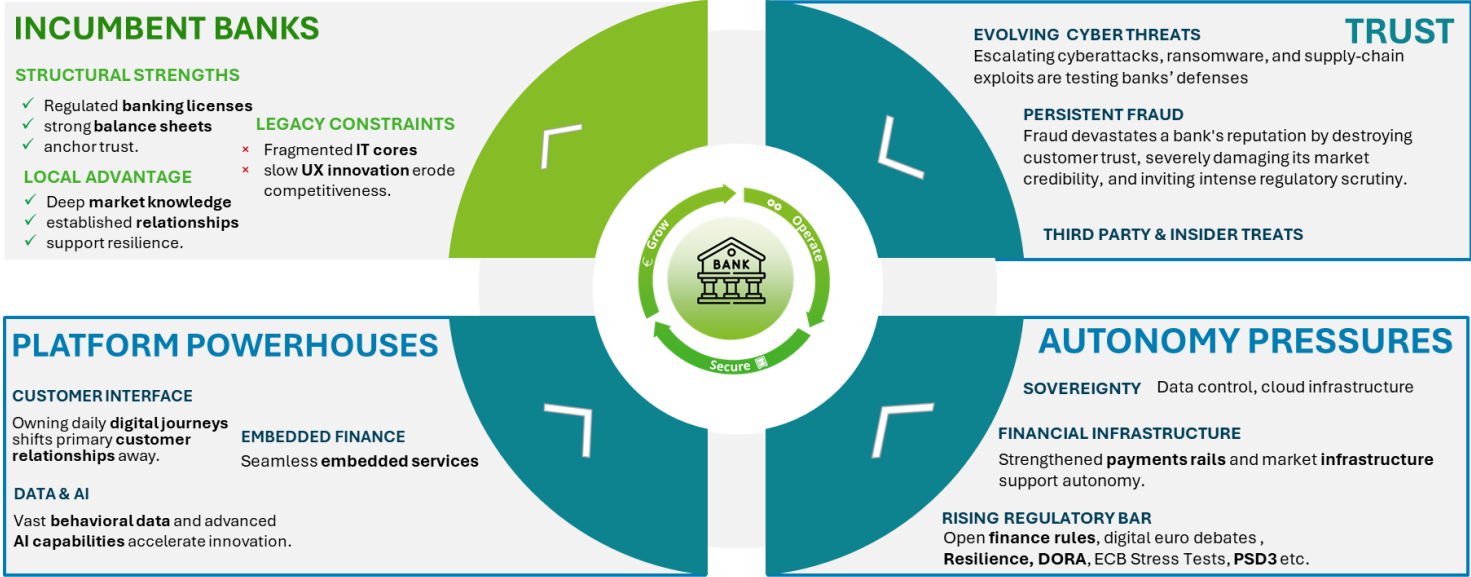 INCUMBENT BANKS
STRUCTURAL STRENGTHS
Regulated banking licenses
strong balance sheets
anchor trust.
LOCAL ADVANTAGE
Deep market knowledge
established relationships
support resilience.
LEGACY CONSTRAINTS
Fragmented IT cores
slow UX innovation erode
competitiveness.
TRUST
EVOLVING CYBER THREATS
Escalating cyberattacks, ransomware, and supply-chain
exploits are testing banks' defenses
PERSISTENT FRAUD
Fraud devastates a bank's reputation by destroying
customer trust, severely damaging its market
credibility, and inviting intense regulatory scrutiny.
THIRD PARTY & INSIDER TREATS
€ Grow
Operate
Secure
BANK
PLATFORM POWERHOUSES
CUSTOMER INTERFACE
Owning daily digital journeys
shifts primary customer
relationships away.
EMBEDDED FINANCE
Seamless embedded services
DATA & AI
Vast behavioral data and advanced
AI capabilities accelerate innovation.
AUTONOMY PRESSURES
SOVEREIGNTY Data control, cloud infrastructure
FINANCIAL INFRASTRUCTURE
Strengthened payments rails and market infrastructure
support autonomy.
RISING REGULATORY BAR
Open finance rules, digital euro debates ,
Resilience, DORA, ECB Stress Tests, PSD3 etc.